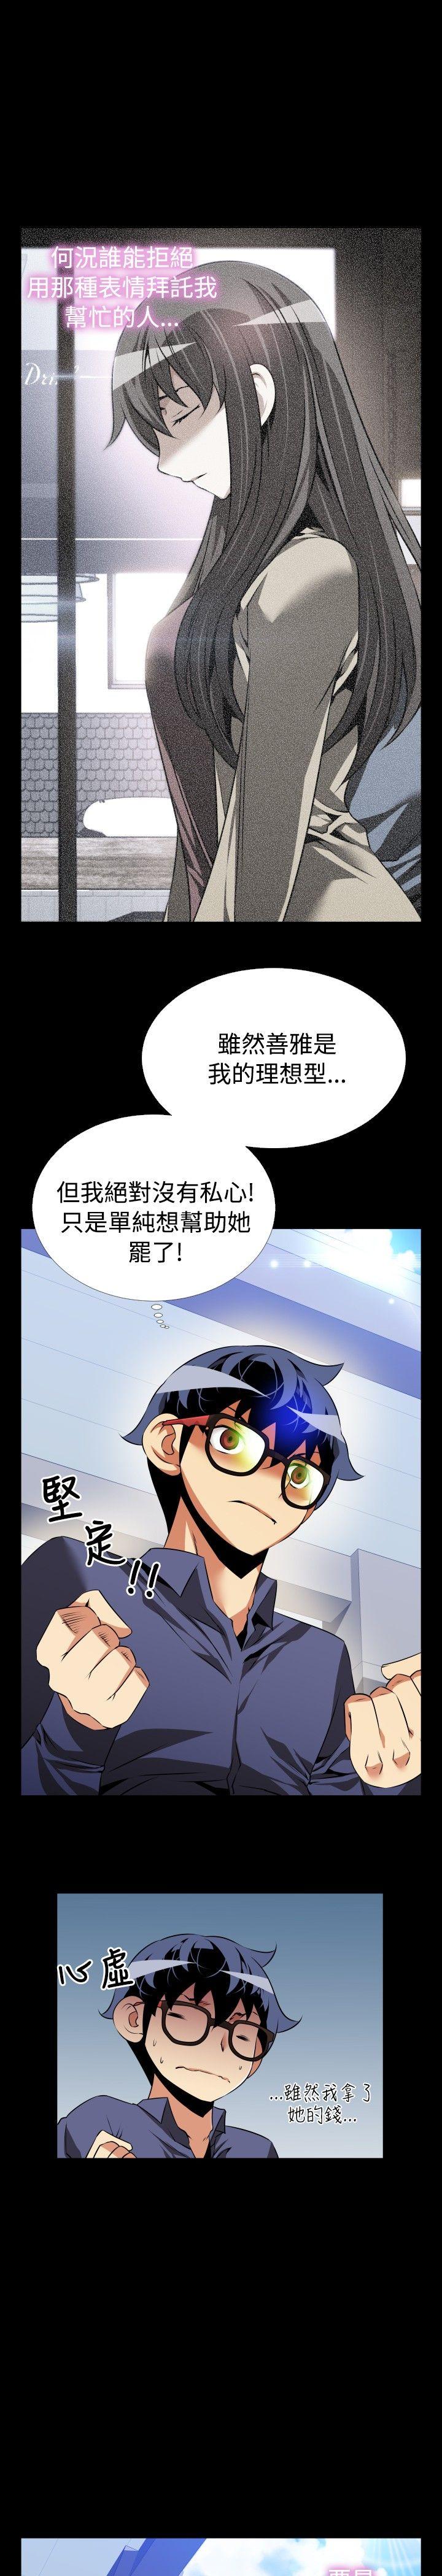 何況誰能拒絕
用那種表情拜託我
幫忙的人…
Dri
雖然善雅是
我的理想型…
但我絕對沒有私心!
只是單純想幫助她
罷了!
堅
定!!
心虛
…雖然我拿了
她的錢…